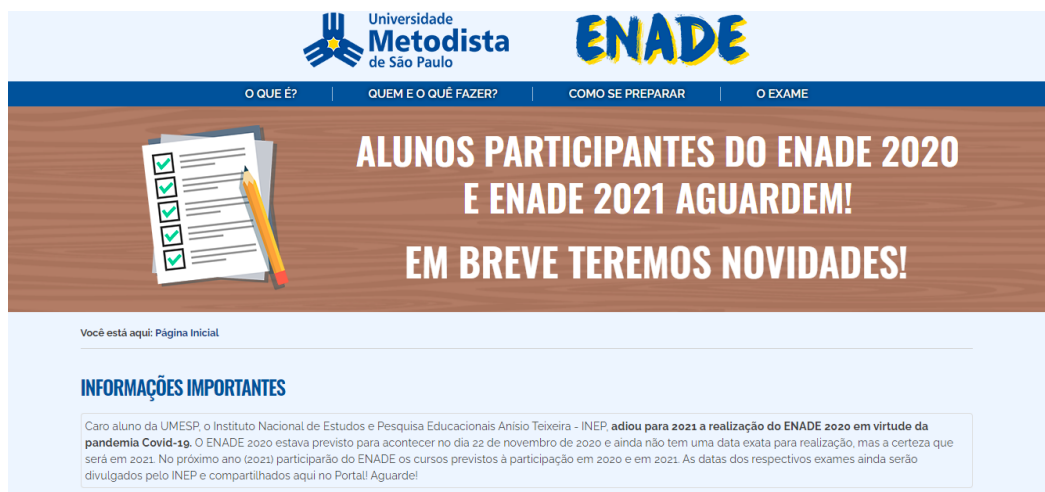 Universidade
Metodista
de São Paulo
ENADE
O QUE É?
QUEM E O QUÊ FAZER?
COMO SE PREPARAR
O EXAME
ALUNOS PARTICIPANTES DO ENADE 2020
E ENADE 2021 AGUARDEM!
EM BREVE TEREMOS NOVIDADES!
Você está aqui: Página Inicial
INFORMAÇÕES IMPORTANTES
Caro aluno da UMESP, o Instituto Nacional de Estudos e Pesquisa Educacionais Anísio Teixeira - INEP, adiou para 2021 a realização do ENADE 2020 em virtude da
pandemia Covid-19. O ENADE 2020 estava previsto para acontecer no dia 22 de novembro de 2020 e ainda não tem uma data exata para realização, mas a certeza que
será em 2021. No próximo ano (2021) participarão do ENADE os cursos previstos à participação em 2020 e em 2021. As datas dos respectivos exames ainda serão
divulgados pelo INEP e compartilhados aqui no Portal! Aguarde!